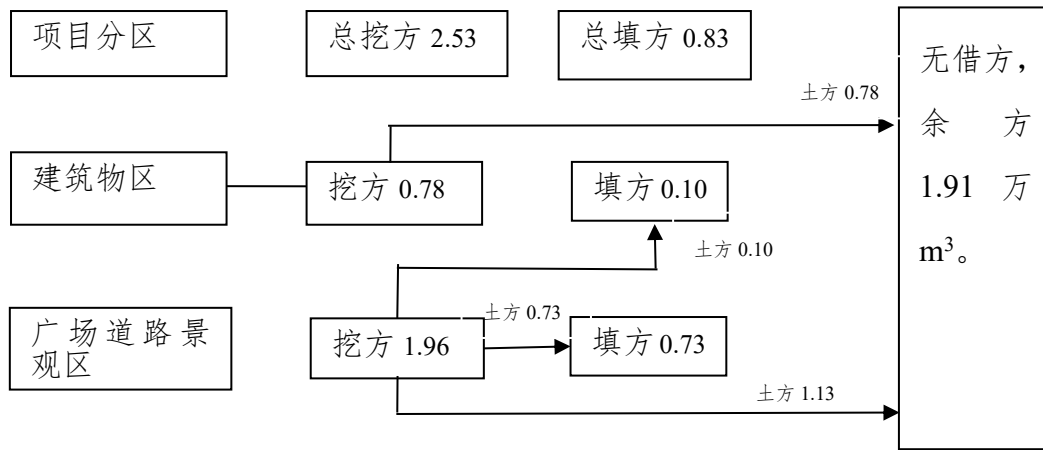 项目分区
总挖方 2.53
总填方 0.83
无借方，
余方
1.91 万
m³。
土方 0.78
建筑物区
挖方 0.78
填方 0.10
土方 0.10
广场道路景
观区
挖方 1.96
土方 0.73
填方 0.73
土方 1.13